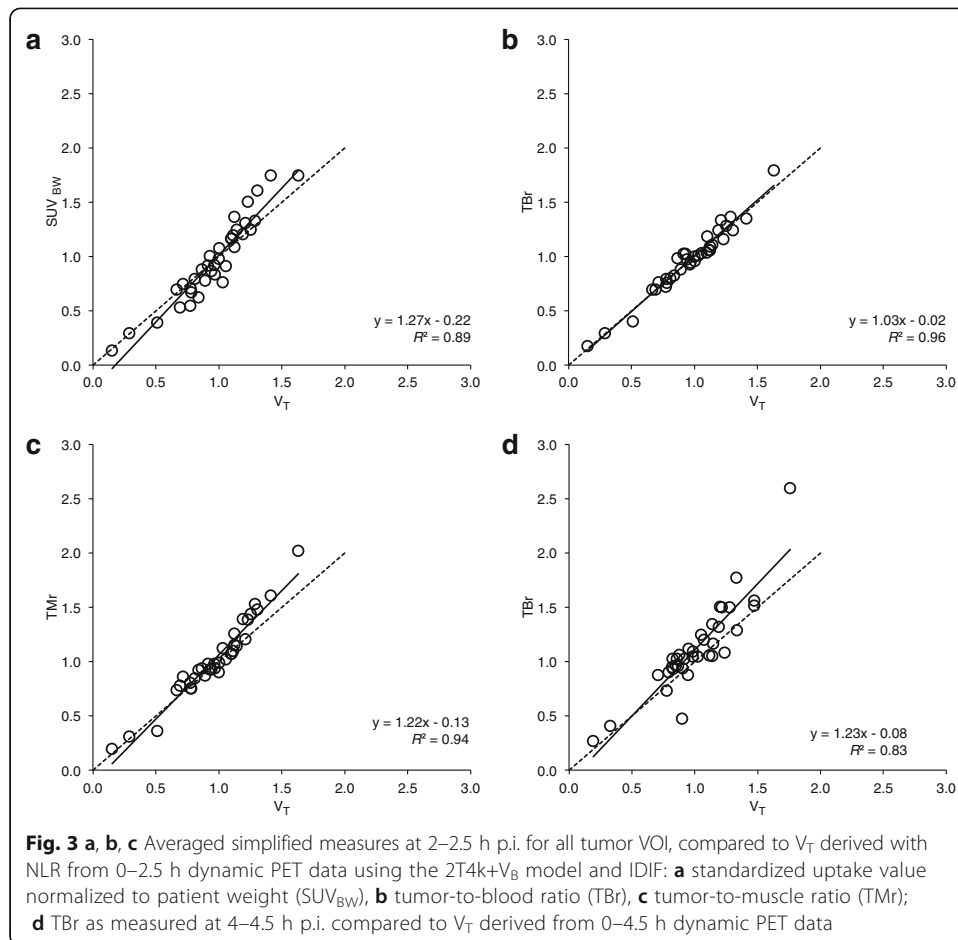 a
3.0
2.5
2.0
1.5
1.0
0.5
0.0
SUV BW
0.0 0.5 1.0 1.5 2.0 2.5 3.0
V_T
y = 1.27x - 0.22
R² = 0.89
b
3.0
2.5
2.0
1.5
1.0
0.5
0.0
TBr
0.0 0.5 1.0 1.5 2.0 2.5 3.0
V_T
y = 1.03x - 0.02
R² = 0.96
c
3.0
2.5
2.0
1.5
1.0
0.5
0.0
TMr
0.0 0.5 1.0 1.5 2.0 2.5 3.0
V_T
y = 1.22x - 0.13
R² = 0.94
d
3.0
2.5
2.0
1.5
1.0
0.5
0.0
TBr
0.0 0.5 1.0 1.5 2.0 2.5 3.0
V_T
y = 1.23x - 0.08
R² = 0.83
Fig. 3 a, b, c Averaged simplified measures at 2–2.5 h p.i. for all tumor VOI, compared to V_T derived with
NLR from 0–2.5 h dynamic PET data using the 2T4k+V_B model and IDIF: a standardized uptake value
normalized to patient weight (SUV_BW), b tumor-to-blood ratio (TBr), c tumor-to-muscle ratio (TMr);
d TBr as measured at 4–4.5 h p.i. compared to V_T derived from 0–4.5 h dynamic PET data